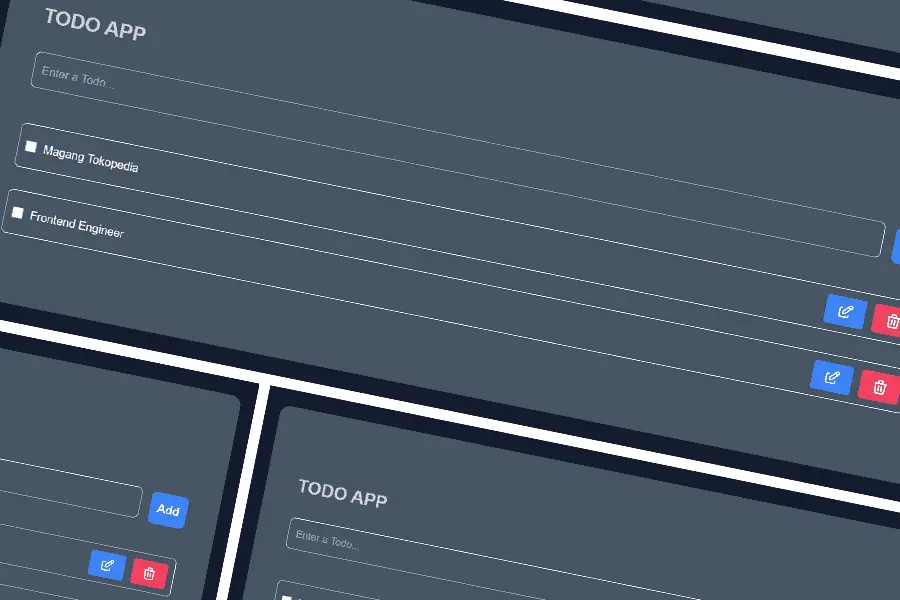 TODO APP
Enter a Todo...
Magang Tokopedia
Frontend Engineer
Add
TODO APP
Enter a Todo...